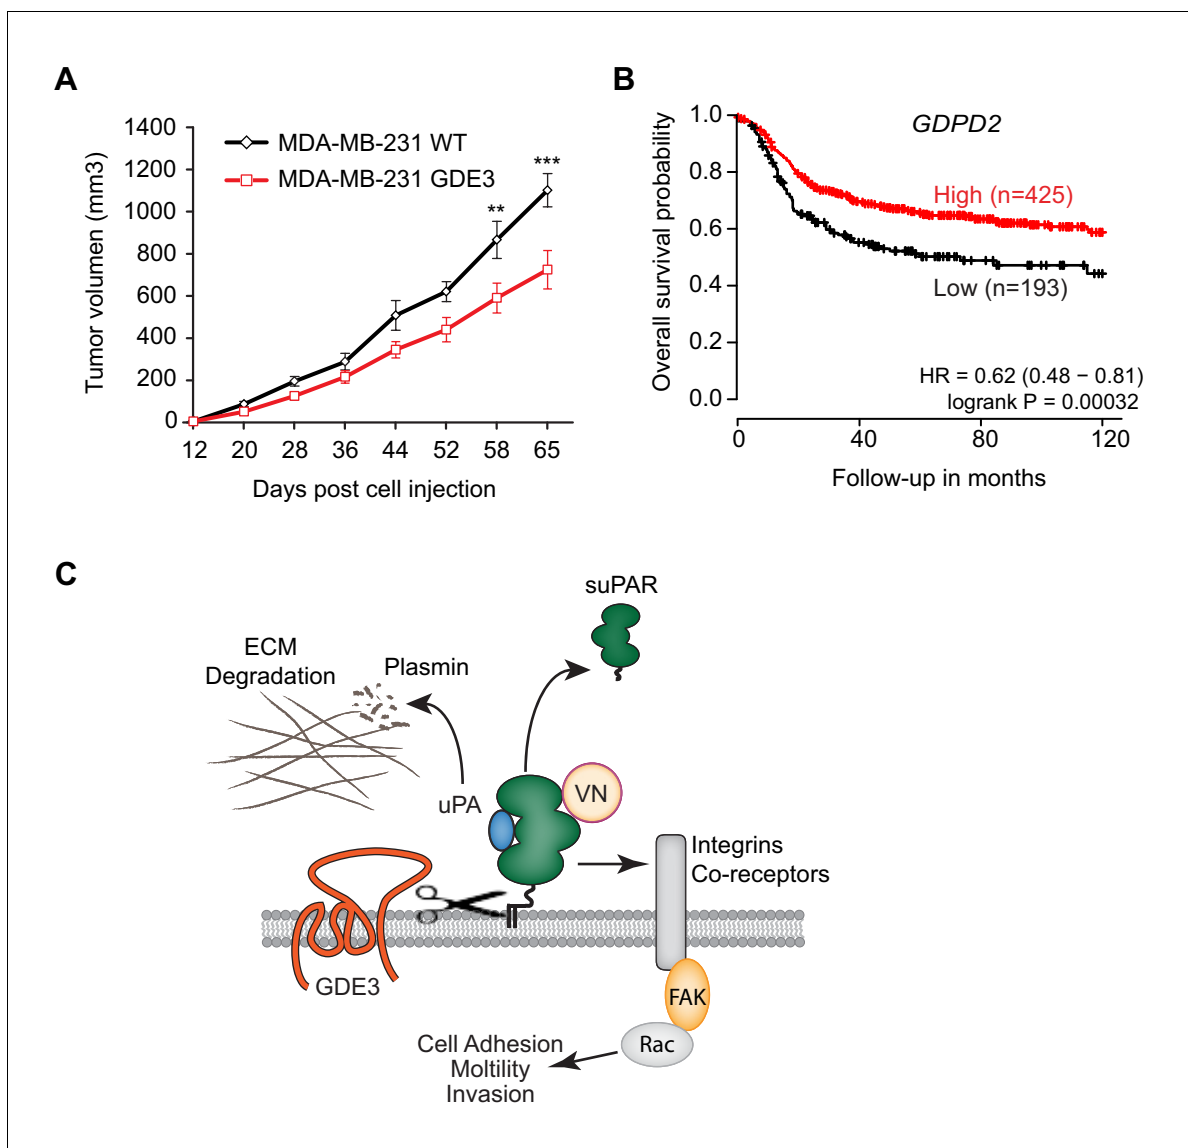 A
Tumor volumen (mm3)
1400
1200
1000
800
600
400
200
0
MDA-MB-231 WT
MDA-MB-231 GDE3
**
***
12 20 28 36 44 52 58 65
Days post cell injection
B
Overall survival probability
1.0
0.8
0.6
0.4
0.2
0.0
GDPD2
High (n=425)
Low (n=193)
HR = 0.62 (0.48 − 0.81)
logrank P = 0.00032
0 40 80 120
Follow-up in months
C
suPAR
ECM
Degradation
Plasmin
uPA
VN
Integrins
Co-receptors
GDE3
FAK
Rac
Cell Adhesion
Moltility
Invasion